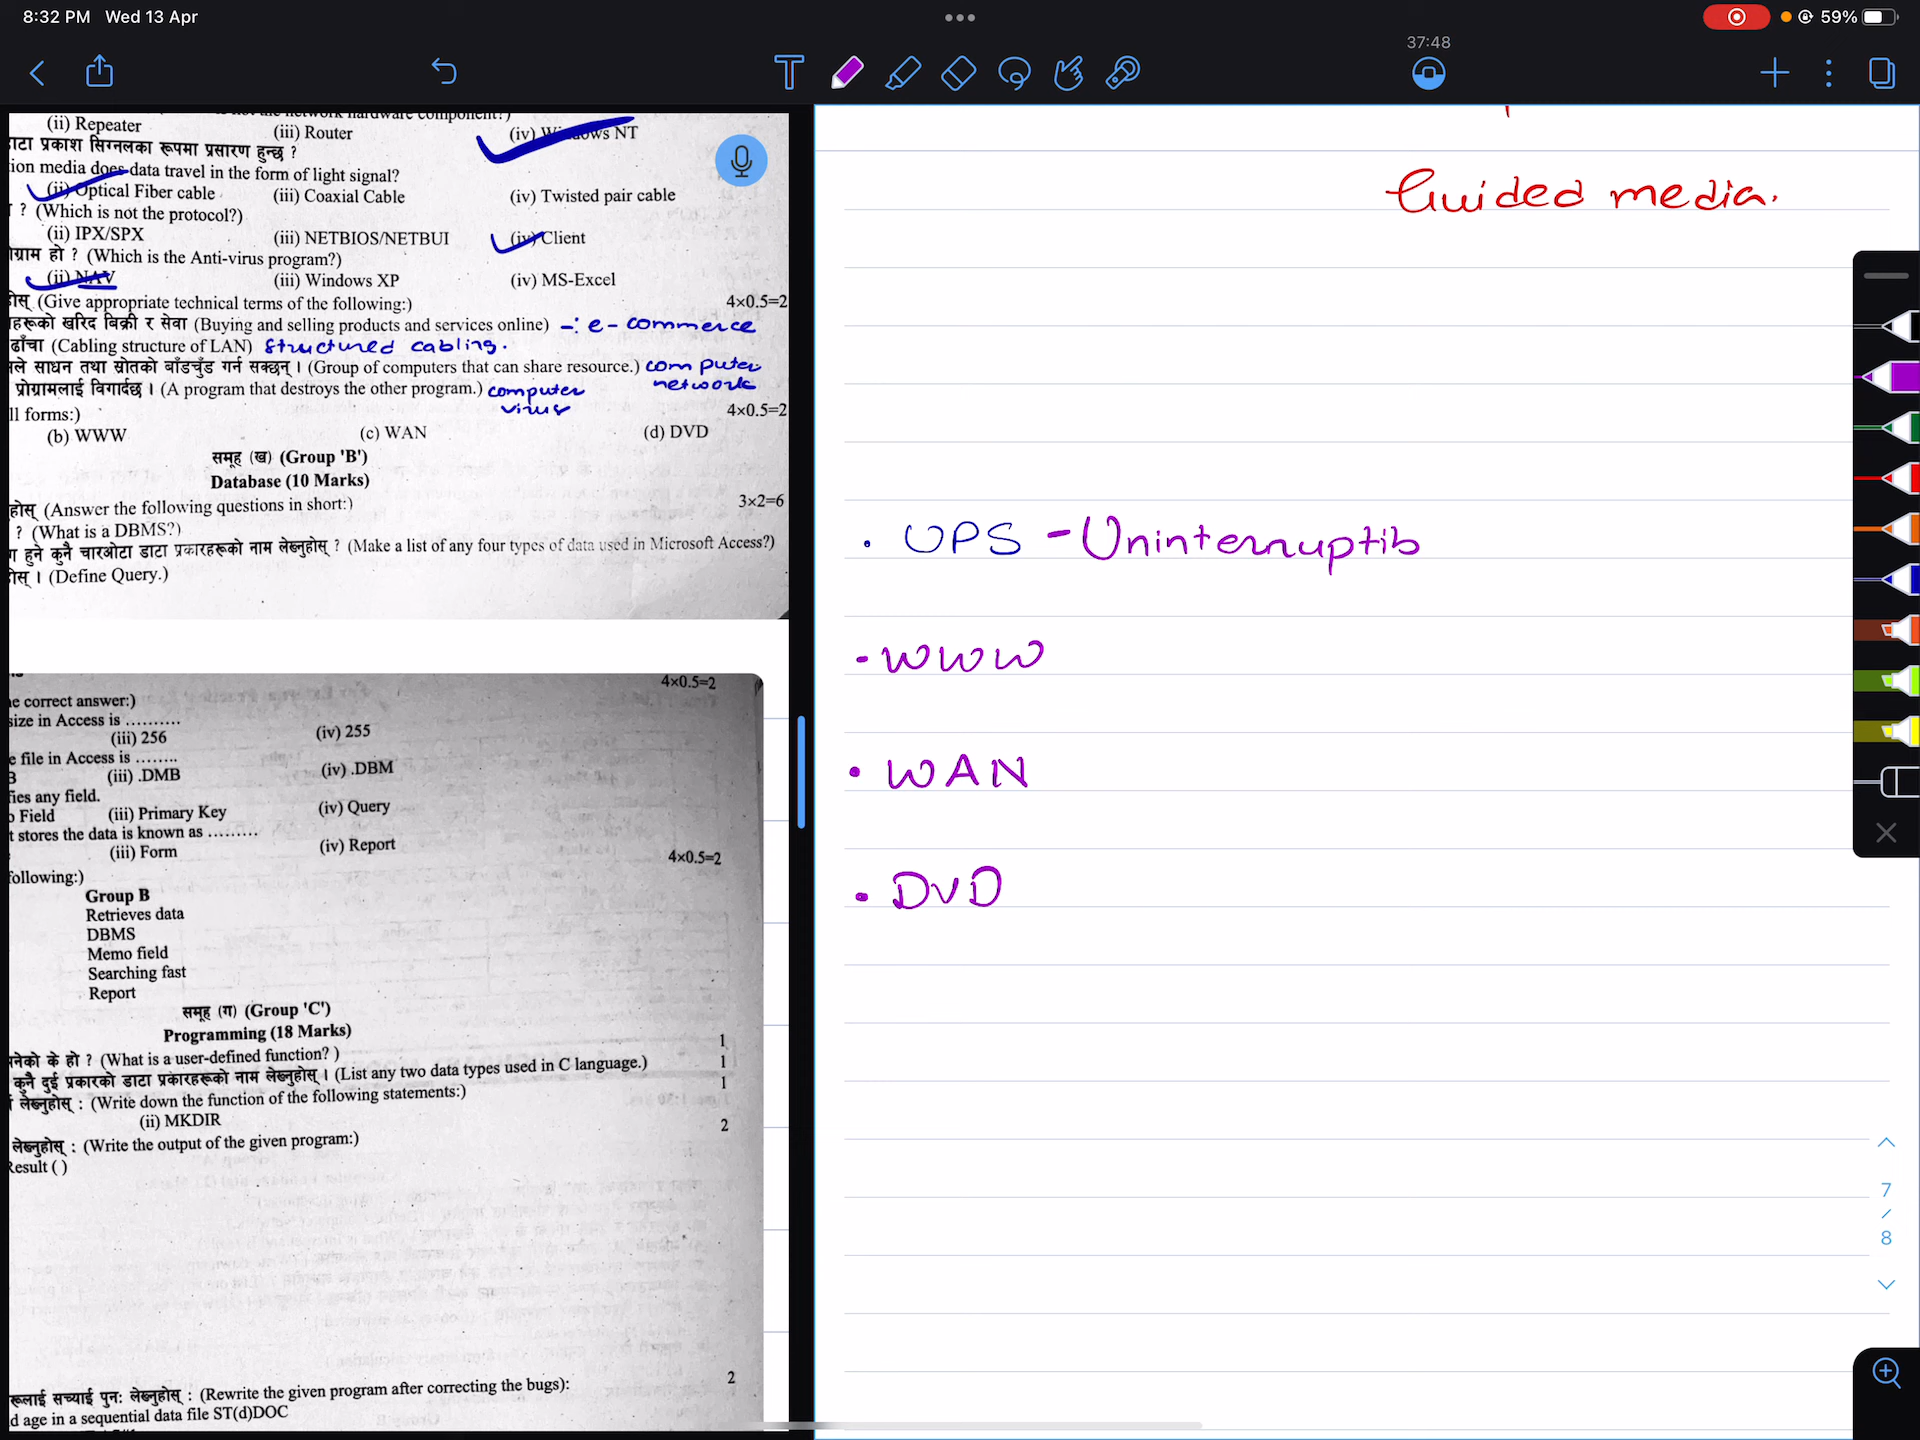 8:32 PM Wed 13 Apr
59%
37:48
(ii) Repeater (iii) Router (iv) Windows NT
डाटा प्रकाश सिग्नलका रूपमा प्रसारण हुन्छ ?
ion media does data travel in the form of light signal?
(ii) Optical Fiber cable (iii) Coaxial Cable (iv) Twisted pair cable
? (Which is not the protocol?)
(ii) IPX/SPX (iii) NETBIOS/NETBUI (iv) Client
ोग्राम हो ? (Which is the Anti-virus program?)
(ii) NAV (iii) Windows XP (iv) MS-Excel
होस् (Give appropriate technical terms of the following:) 4×0.5=2
हरूको खरिद बिक्री र सेवा (Buying and selling products and services online) -: e-commerce
ढाँचा (Cabling structure of LAN) Structured cabling.
ले साधन तथा स्रोतको बाँडचुँड गर्न सक्छन् । (Group of computers that can share resource.) computer network
प्रोग्रामलाई विगार्दछ । (A program that destroys the other program.) computer virus
ll forms:) 4×0.5=2
(b) WWW (c) WAN (d) DVD
समूह (ख) (Group 'B')
Database (10 Marks)
होस् (Answer the following questions in short:) 3×2=6
? (What is a DBMS?)
ग हुने कुनै चारओटा डाटा प्रकारहरूको नाम लेख्नुहोस् ? (Make a list of any four types of data used in Microsoft Access?)
होस् । (Define Query.)
4×0.5=2
e correct answer:)
size in Access is ..........
(iii) 256 (iv) 255
e file in Access is ........
B (iii) .DMB (iv) .DBM
fies any field.
o Field (iii) Primary Key (iv) Query
t stores the data is known as .........
(iii) Form (iv) Report
4×0.5=2
following:)
Group B
Retrieves data
DBMS
Memo field
Searching fast
Report
समूह (ग) (Group 'C')
Programming (18 Marks)
नेको के हो ? (What is a user-defined function? ) 1
कुनै दुई प्रकारको डाटा प्रकारहरूको नाम लेख्नुहोस् । (List any two data types used in C language.) 1
लेख्नुहोस् : (Write down the function of the following statements:) 1
(ii) MKDIR
लेख्नुहोस् : (Write the output of the given program:) 2
Result ( )
रूलाई सच्याई पुन: लेख्नुहोस् : (Rewrite the given program after correcting the bugs): 2
d age in a sequential data file ST(d)DOC
Guided media.
• UPS - Uninterruptib
• WWW
• WAN
• DVD
7
/
8